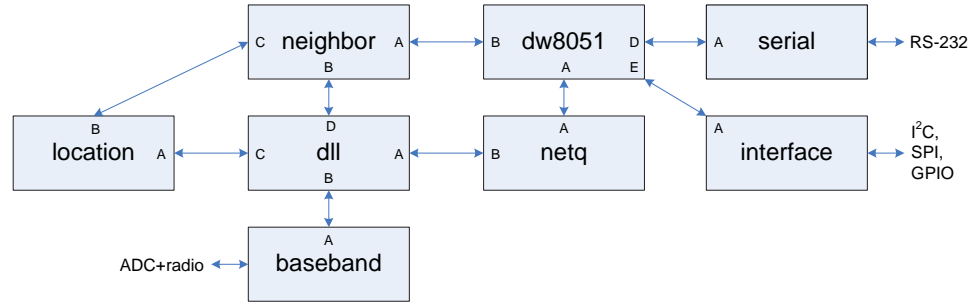 C neighbor A
B
B dw8051 D
A E
A serial
RS-232
B
location A
D
C dll A
B
A
B netq
A
interface
I²C,
SPI,
GPIO
A
baseband
ADC+radio